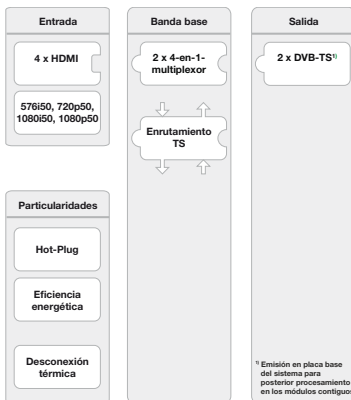 Entrada
4 x HDMI
576i50, 720p50,
1080i50, 1080p50
Particularidades
Hot-Plug
Eficiencia
energética
Desconexión
térmica
Banda base
2 x 4-en-1-
multiplexor
Enrutamiento
TS
Salida
2 x DVB-TS¹⁾
¹⁾ Emisión en placa base
del sistema para
posterior procesamiento
en los módulos contiguos